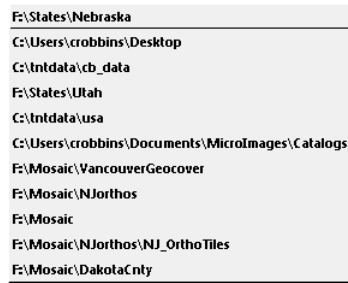 F:\States\Nebraska
C:\Users\crobbins\Desktop
C:\tntdata\cb_data
F:\States\Utah
C:\tntdata\usa
C:\Users\crobbins\Documents\MicroImages\Catalogs
F:\Mosaic\VancouverGeocover
F:\Mosaic\NJorthos
F:\Mosaic
F:\Mosaic\NJorthos\NJ_OrthoTiles
F:\Mosaic\DakotaCnty